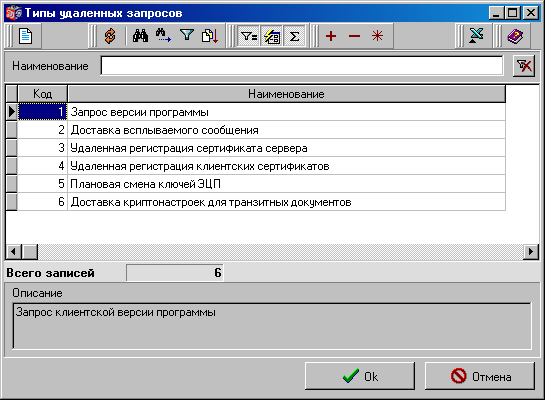 Типы удаленных запросов
Наименование
Код Наименование
1 Запрос версии программы
2 Доставка всплываемого сообщения
3 Удаленная регистрация сертификата сервера
4 Удаленная регистрация клиентских сертификатов
5 Плановая смена ключей ЭЦП
6 Доставка криптонастроек для транзитных документов
Всего записей 6
Описание
Запрос клиентской версии программы
Ok Отмена